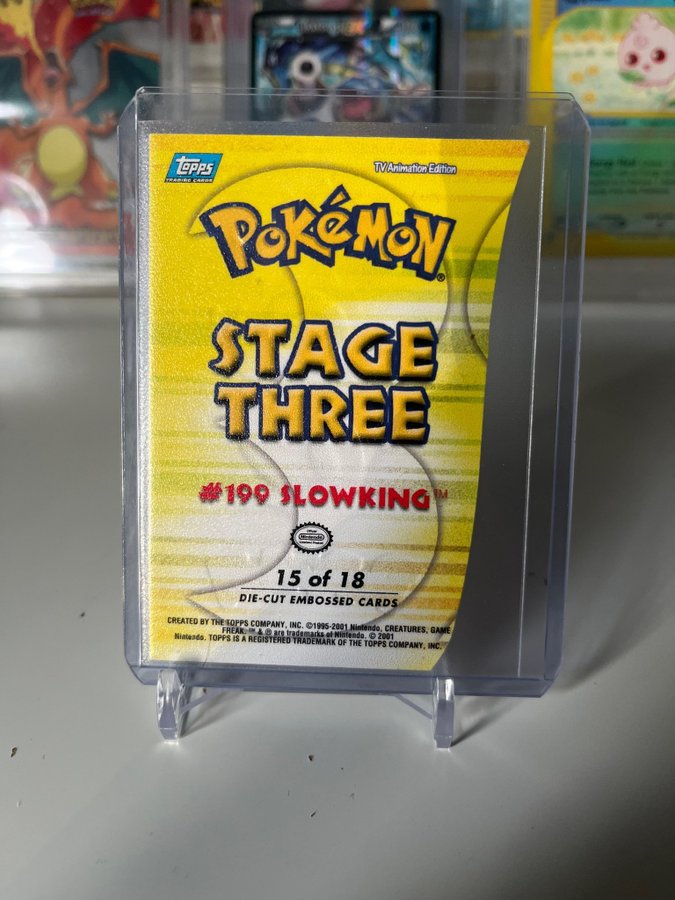 Topps
TRADING CARDS
TV Animation Edition
POKéMON®
STAGE
THREE
#199 SLOWKING™
Official
Nintendo
15 of 18
DIE-CUT EMBOSSED CARDS
CREATED BY THE TOPPS COMPANY, INC. ©1995-2001 Nintendo, CREATURES, GAME
FREAK. ™ & ® are trademarks of Nintendo. © 2001
Nintendo. TOPPS IS A REGISTERED TRADEMARK OF THE TOPPS COMPANY, INC.